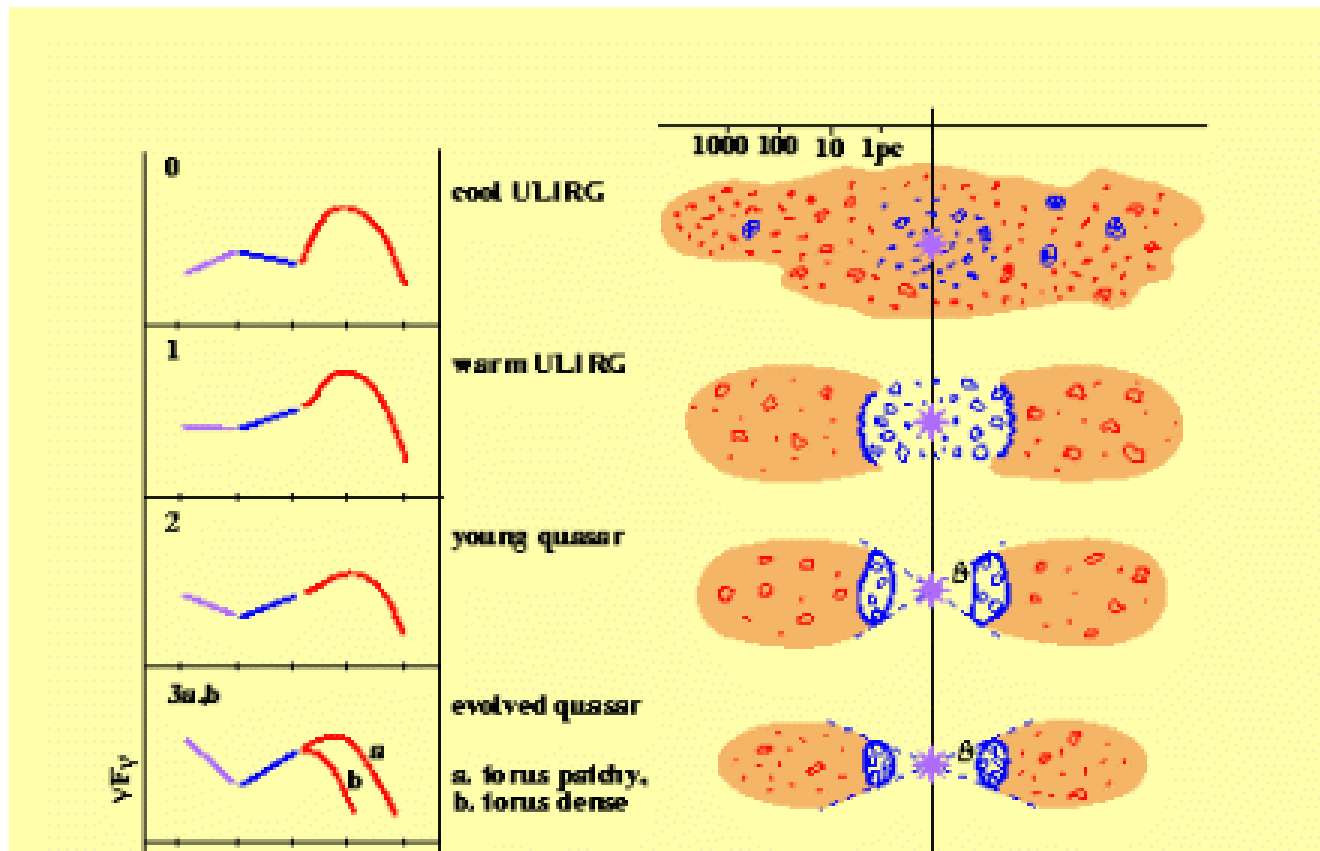 1000 100 10 1pc
0
cool ULIRG
1
warm ULIRG
2
young quasar
θ
3a,b
evolved quasar
a
b
θ
a. torus patchy,
b. torus dense
νFν